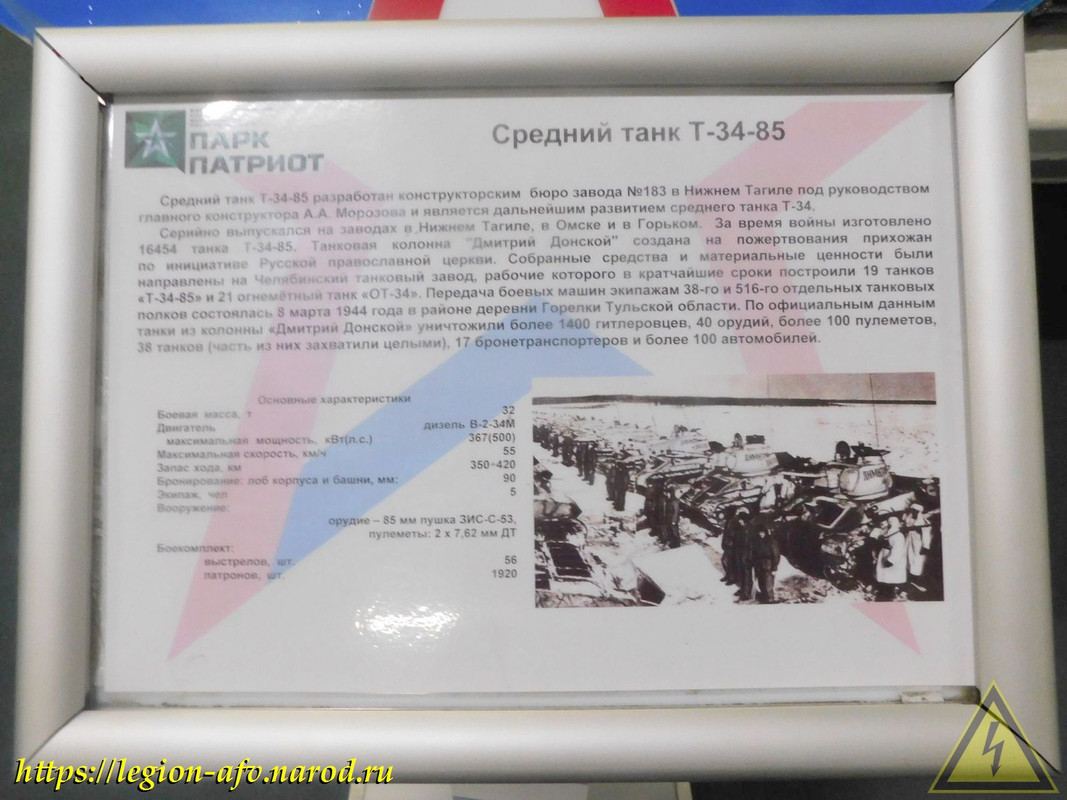 ПАРК
ПАТРИОТ
Средний танк Т-34-85
Средний танк Т-34-85 разработан конструкторским бюро завода №183 в Нижнем Тагиле под руководством
главного конструктора А.А. Морозова и является дальнейшим развитием среднего танка Т-34.
Серийно выпускался на заводах в Нижнем Тагиле, в Омске и в Горьком. За время войны изготовлено
16454 танка Т-34-85. Танковая колонна "Дмитрий Донской" создана на пожертвования прихожан
по инициативе Русской православной церкви. Собранные средства и материальные ценности были
направлены на Челябинский танковый завод, рабочие которого в кратчайшие сроки построили 19 танков
«Т-34-85» и 21 огнемётный танк «ОТ-34». Передача боевых машин экипажам 38-го и 516-го отдельных танковых
полков состоялась 8 марта 1944 года в районе деревни Горелки Тульской области. По официальным данным
танки из колонны «Дмитрий Донской» уничтожили более 1400 гитлеровцев, 40 орудий, более 100 пулеметов,
38 танков (часть из них захватили целыми), 17 бронетранспортеров и более 100 автомобилей.
Основные характеристики
Боевая масса, т 32
Двигатель дизель В-2-34М
максимальная мощность, кВт(л.с.) 367(500)
Максимальная скорость, км/ч 55
Запас хода, км 350-420
Бронирование: лоб корпуса и башни, мм: 90
Экипаж, чел 5
Вооружение:
орудие – 85 мм пушка ЗИС-С-53,
пулеметы: 2 х 7,62 мм ДТ
Боекомплект:
выстрелов, шт. 56
патронов, шт. 1920
https://legion-afv.narod.ru